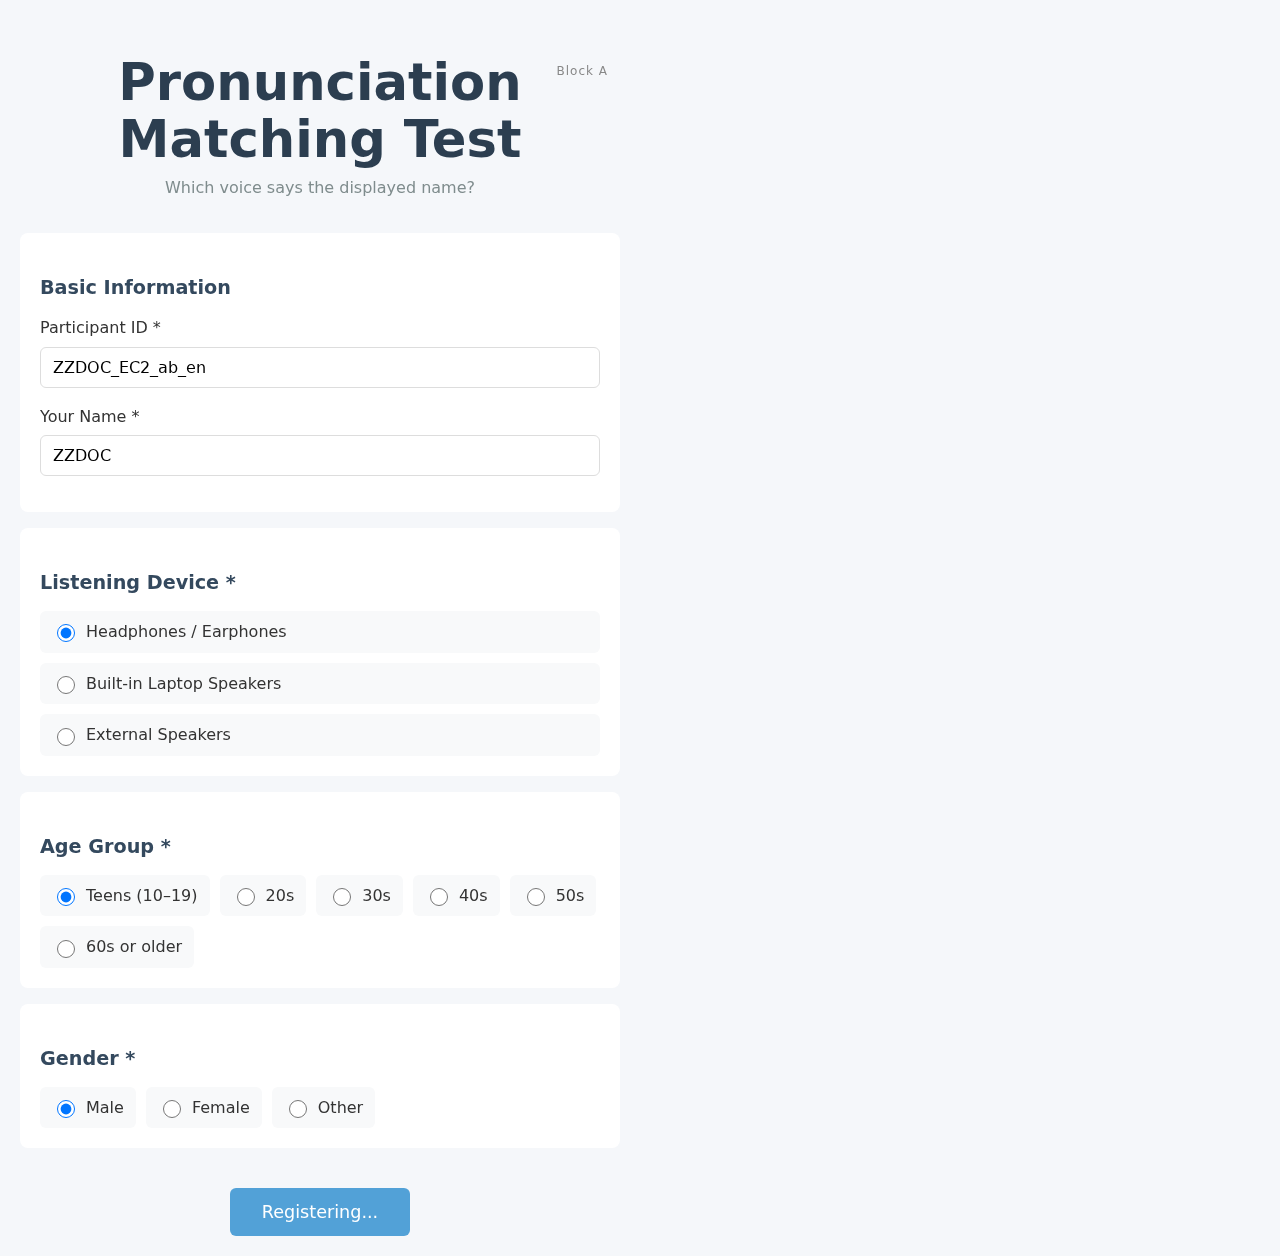 Pronunciation
Matching Test
Block A
Which voice says the displayed name?
Basic Information
Participant ID *
ZZDOC_EC2_ab_en
Your Name *
ZZDOC
Listening Device *
Headphones / Earphones
Built-in Laptop Speakers
External Speakers
Age Group *
Teens (10–19) 20s 30s 40s 50s
60s or older
Gender *
Male Female Other
Registering...